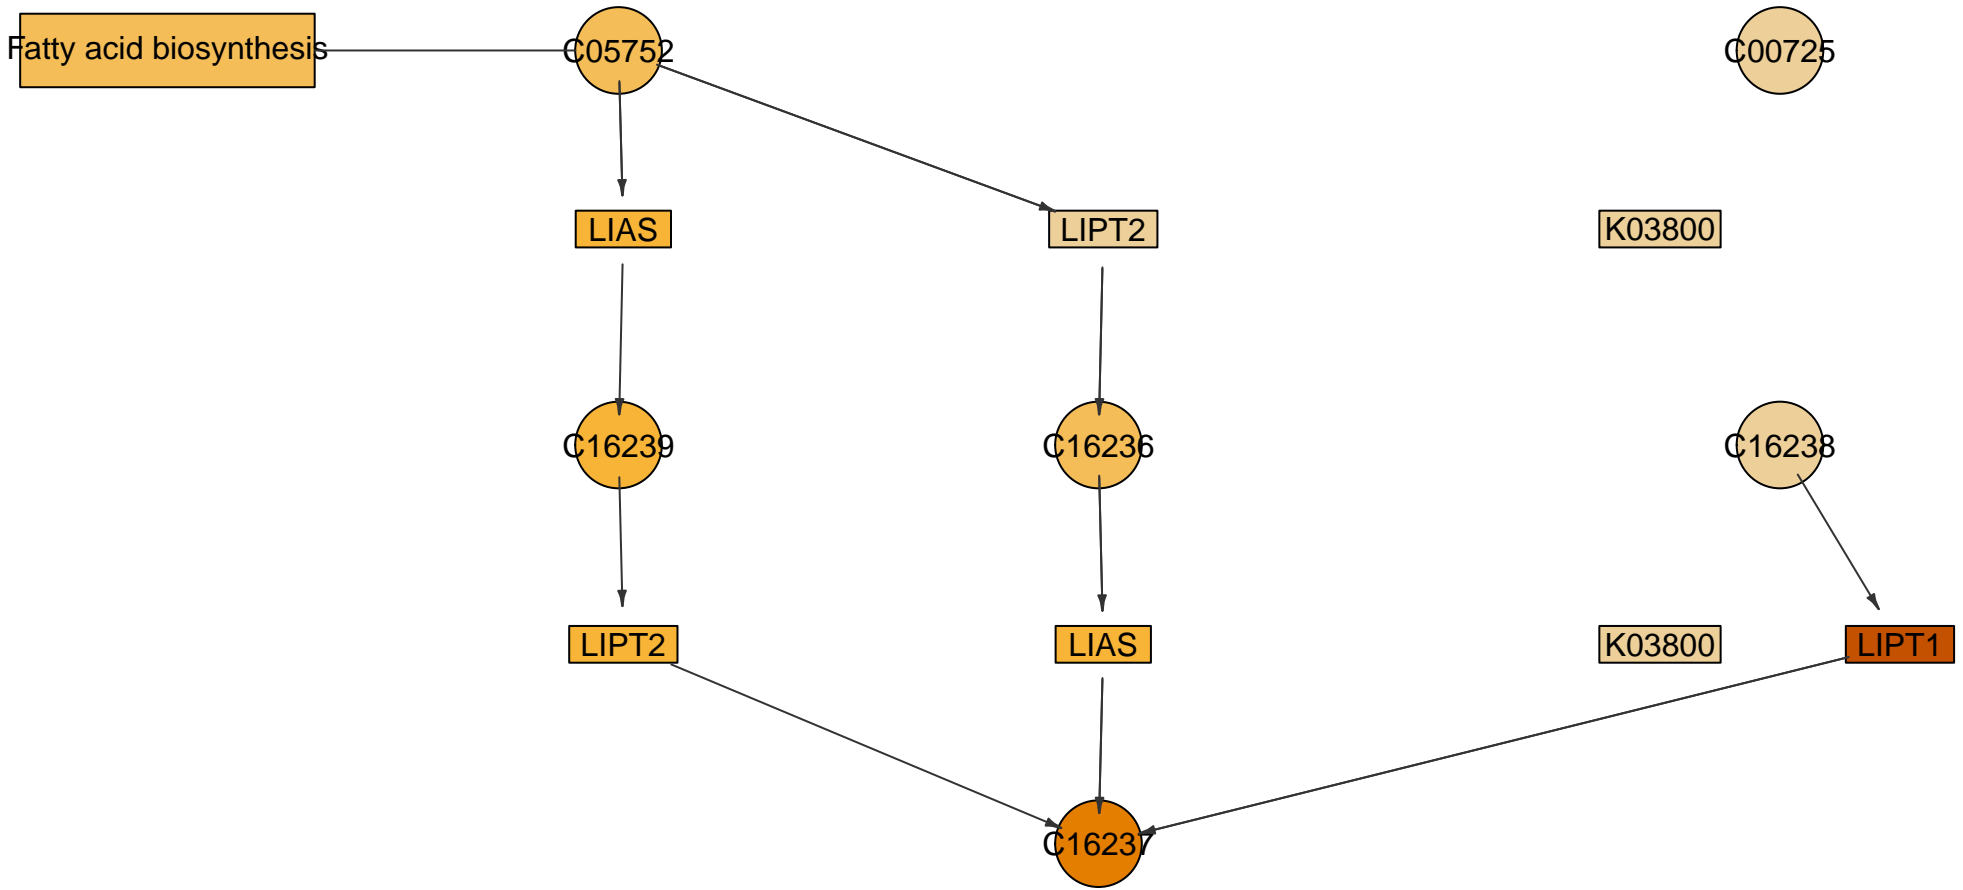 Fatty acid biosynthesis
C05752
C00725
LIAS
LIPT2
K03800
C16239
C16236
C16238
LIPT2
LIAS
K03800
LIPT1
C16237